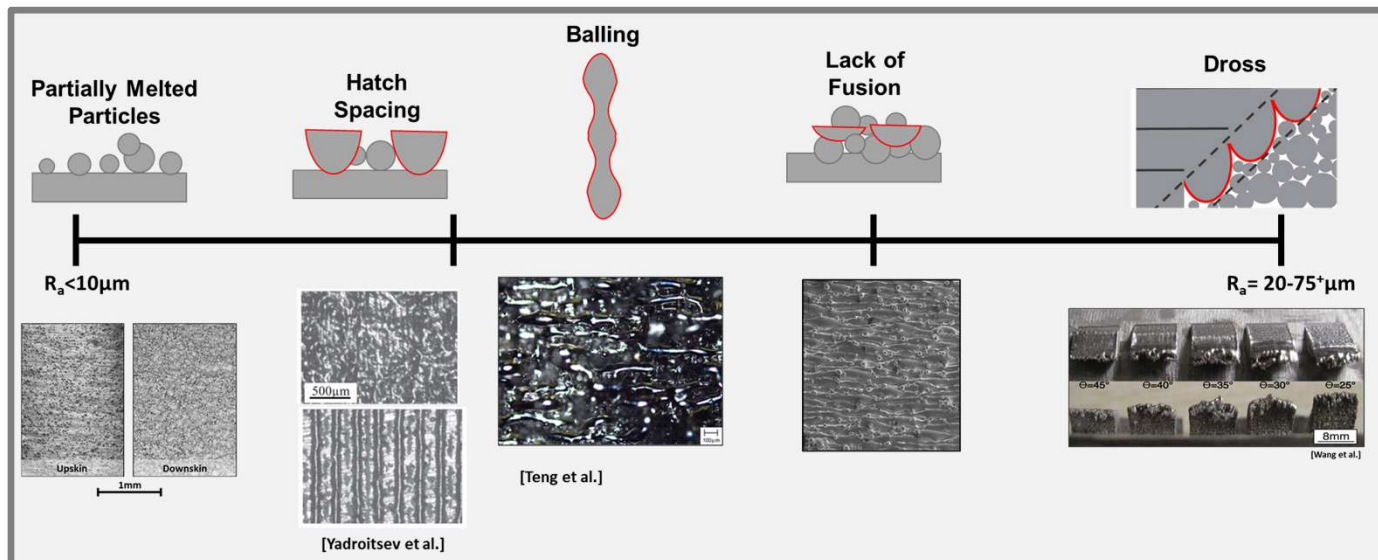 Partially Melted
Particles
Hatch
Spacing
Balling
Lack of
Fusion
Dross
Rₐ<10μm
Rₐ= 20-75⁺μm
Upskin
Downskin
1mm
500μm
[Yadroitsev et al.]
100μm
[Teng et al.]
Θ=45°
Θ=40°
Θ=35°
Θ=30°
Θ=25°
8mm
[Wang et al.]